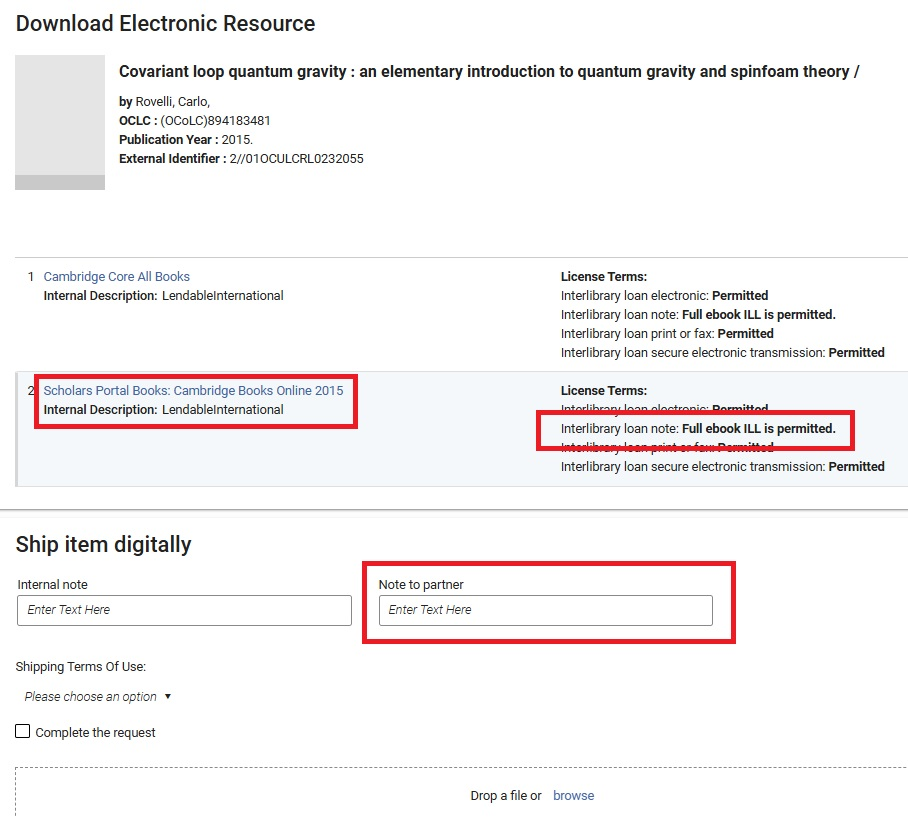 Download Electronic Resource
Covariant loop quantum gravity : an elementary introduction to quantum gravity and spinfoam theory /
by Rovelli, Carlo,
OCLC : (OCoLC)894183481
Publication Year : 2015.
External Identifier : 2//01OCULCRL0232055
1 Cambridge Core All Books
Internal Description: LendableInternational
License Terms:
Interlibrary loan electronic: Permitted
Interlibrary loan note: Full ebook ILL is permitted.
Interlibrary loan print or fax: Permitted
Interlibrary loan secure electronic transmission: Permitted
2 Scholars Portal Books: Cambridge Books Online 2015
Internal Description: LendableInternational
License Terms:
Interlibrary loan electronic: Permitted
Interlibrary loan note: Full ebook ILL is permitted.
Interlibrary loan print or fax: Permitted
Interlibrary loan secure electronic transmission: Permitted
Ship item digitally
Internal note
Enter Text Here
Note to partner
Enter Text Here
Shipping Terms Of Use:
Please choose an option
Complete the request
Drop a file or browse